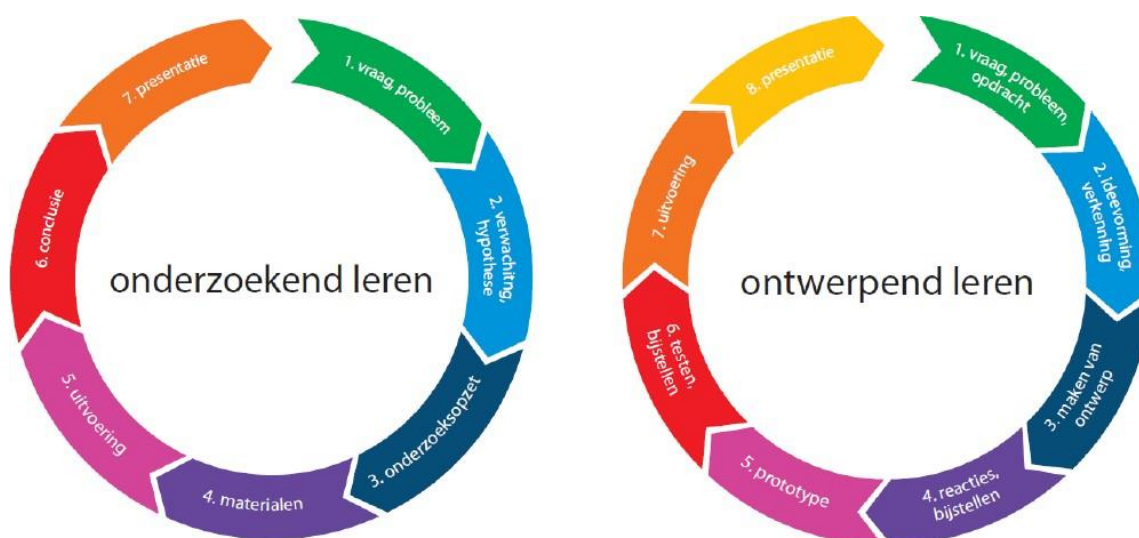 1. vraag, probleem
2. verwachting,
hypothese
3. onderzoeksopzet
4. materialen
5. uitvoering
6. conclusie
7. presentatie
onderzoekend leren
1. vraag, probleem,
opdracht
2. ideevorming,
verkenning
3. maken van
ontwerp
4. reacties,
bijstellen
5. prototype
6. testen,
bijstellen
7. uitvoering
8. presentatie
ontwerpend leren